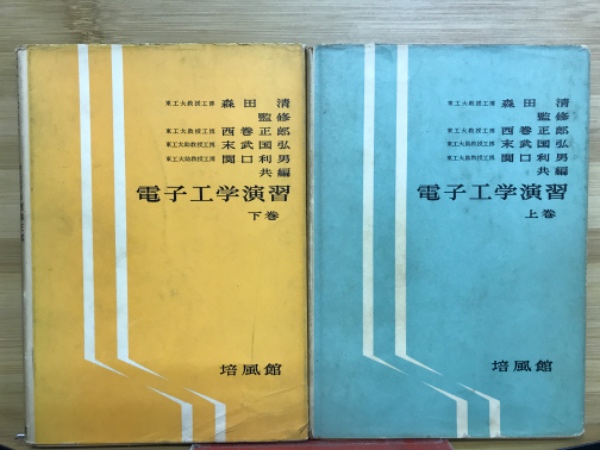 東工大教授工博 森田 清
監修
東工大教授工博 西巻正郎
東工大助教授工博 末武国弘
東工大助教授工博 関口利男
共編
電子工学演習
下巻
培風館
東工大教授工博 森田 清
監修
東工大教授工博 西巻正郎
東工大助教授工博 末武国弘
東工大助教授工博 関口利男
共編
電子工学演習
上巻
培風館